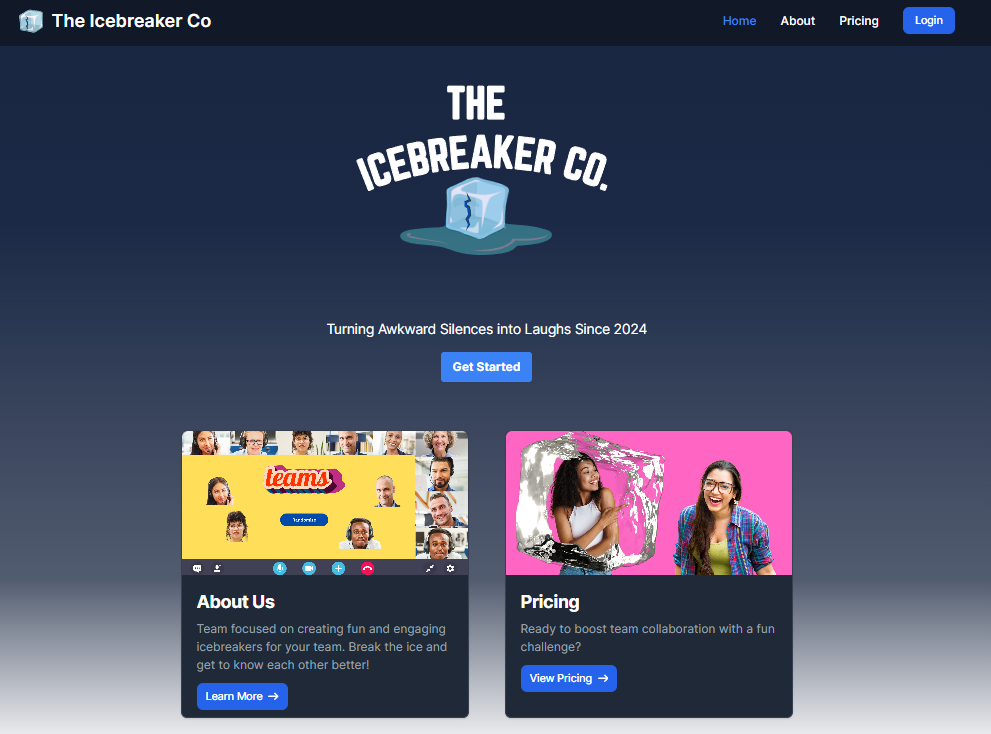 The Icebreaker Co
Home
About
Pricing
Login
THE
ICEBREAKER CO.
Turning Awkward Silences into Laughs Since 2024
Get Started
teams
Randomise
About Us
Team focused on creating fun and engaging
icebreakers for your team. Break the ice and
get to know each other better!
Learn More →
Pricing
Ready to boost team collaboration with a fun
challenge?
View Pricing →